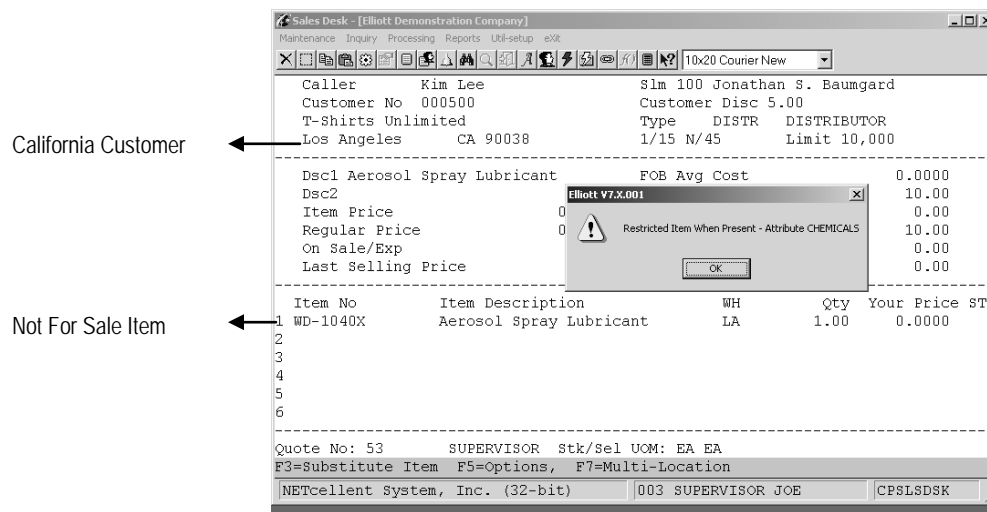 Sales Desk - [Elliott Demonstration Company]
Maintenance Inquiry Processing Reports Util-setup eXit
10x20 Courier New
Caller Kim Lee Slm 100 Jonathan S. Baumgard
Customer No 000500 Customer Disc 5.00
T-Shirts Unlimited Type DISTR DISTRIBUTOR
California Customer
Los Angeles CA 90038 1/15 N/45 Limit 10,000
Dsc1 Aerosol Spray Lubricant FOB Avg Cost 0.0000
Dsc2 10.00
Item Price 0 0.00
Regular Price 0 10.00
On Sale/Exp 0.00
Last Selling Price 0.00
Elliott V7.X.001
Restricted Item When Present - Attribute CHEMICALS
OK
Item No Item Description WH Qty Your Price ST
Not For Sale Item
1 WD-1040X Aerosol Spray Lubricant LA 1.00 0.0000
2
3
4
5
6
Quote No: 53 SUPERVISOR Stk/Sel UOM: EA EA
F3=Substitute Item F5=Options, F7=Multi-Location
NETcellent System, Inc. (32-bit) 003 SUPERVISOR JOE CPSLSDSK